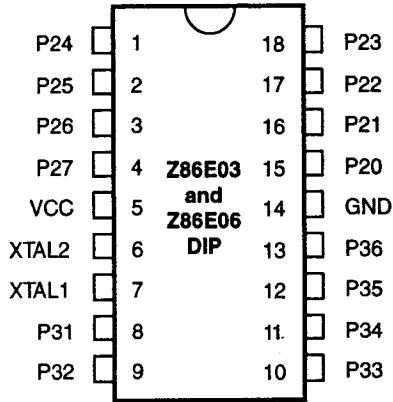 P24 1 18 P23
P25 2 17 P22
P26 3 16 P21
P27 4 Z86E03 15 P20
VCC 5 and 14 GND
Z86E06
XTAL2 6 DIP 13 P36
XTAL1 7 12 P35
P31 8 11 P34
P32 9 10 P33